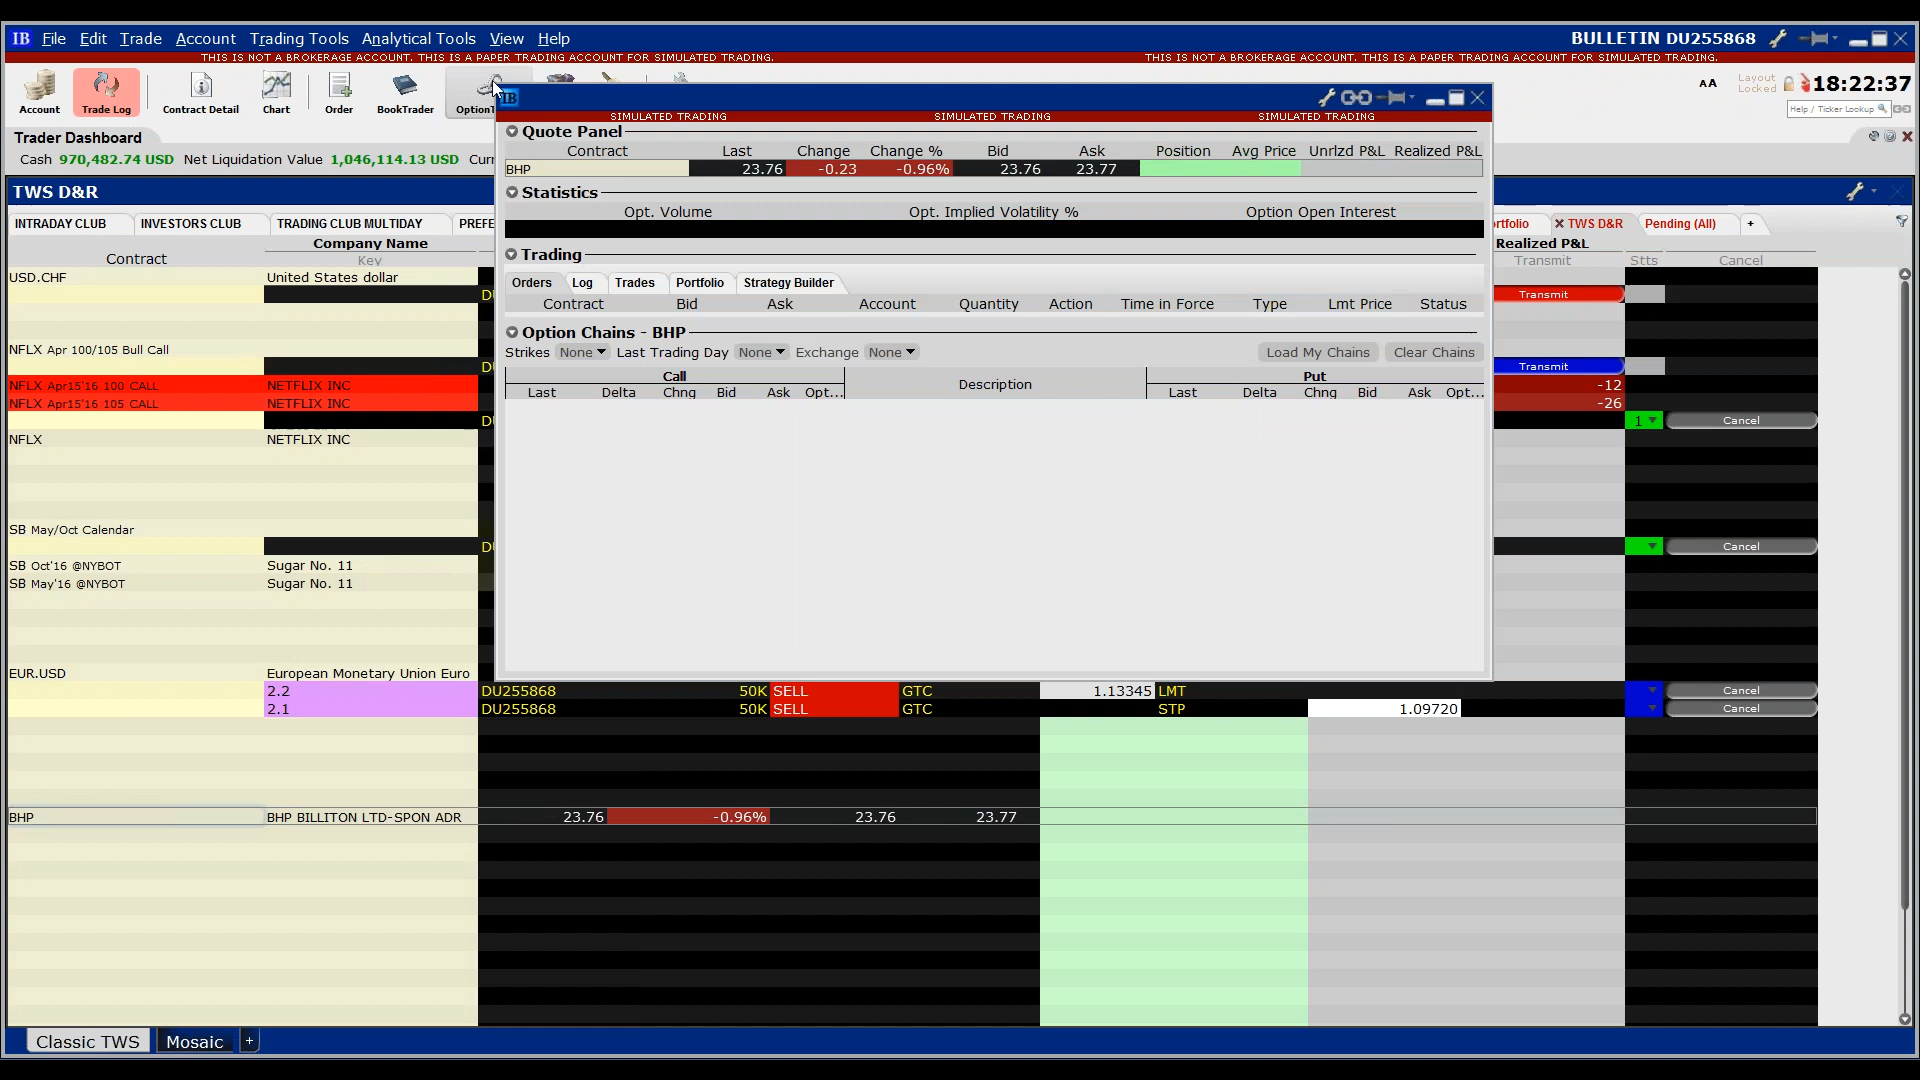 IB File Edit Trade Account Trading Tools Analytical Tools View Help BULLETIN DU255868
THIS IS NOT A BROKERAGE ACCOUNT. THIS IS A PAPER TRADING ACCOUNT FOR SIMULATED TRADING. THIS IS NOT A BROKERAGE ACCOUNT. THIS IS A PAPER TRADING ACCOUNT FOR SIMULATED TRADING.
Account Trade Log Contract Detail Chart Order BookTrader
AA Layout Locked 18:22:37
Help / Ticker Lookup
Trader Dashboard
Cash 970,482.74 USD Net Liquidation Value 1,046,114.13 USD
IB
SIMULATED TRADING SIMULATED TRADING SIMULATED TRADING
Quote Panel
Contract Last Change Change % Bid Ask Position Avg Price Unrlzd P&L Realized P&L
BHP 23.76 -0.23 -0.96% 23.76 23.77
Statistics
Opt. Volume Opt. Implied Volatility % Option Open Interest
Trading
Orders Log Trades Portfolio Strategy Builder
Contract Bid Ask Account Quantity Action Time in Force Type Lmt Price Status
Option Chains - BHP
Strikes None Last Trading Day None Exchange None Load My Chains Clear Chains
Call Description Put
Last Delta Chng Bid Ask Opt... Last Delta Chng Bid Ask Opt...
TWS D&R
INTRADAY CLUB INVESTORS CLUB TRADING CLUB MULTIDAY TWS D&R Pending (All) +
Company Name Realized P&L
Contract Key Transmit Stts Cancel
USD.CHF United States dollar
Transmit
NFLX Apr 100/105 Bull Call
Transmit
NFLX Apr15'16 100 CALL NETFLIX INC -12
NFLX Apr15'16 105 CALL NETFLIX INC -26
1 Cancel
NFLX NETFLIX INC
SB May/Oct Calendar
Cancel
SB Oct'16 @NYBOT Sugar No. 11
SB May'16 @NYBOT Sugar No. 11
EUR.USD European Monetary Union Euro
2.2 DU255868 50K SELL GTC 1.13345 LMT Cancel
2.1 DU255868 50K SELL GTC STP 1.09720 Cancel
BHP BHP BILLITON LTD-SPON ADR 23.76 -0.96% 23.76 23.77
Classic TWS Mosaic +